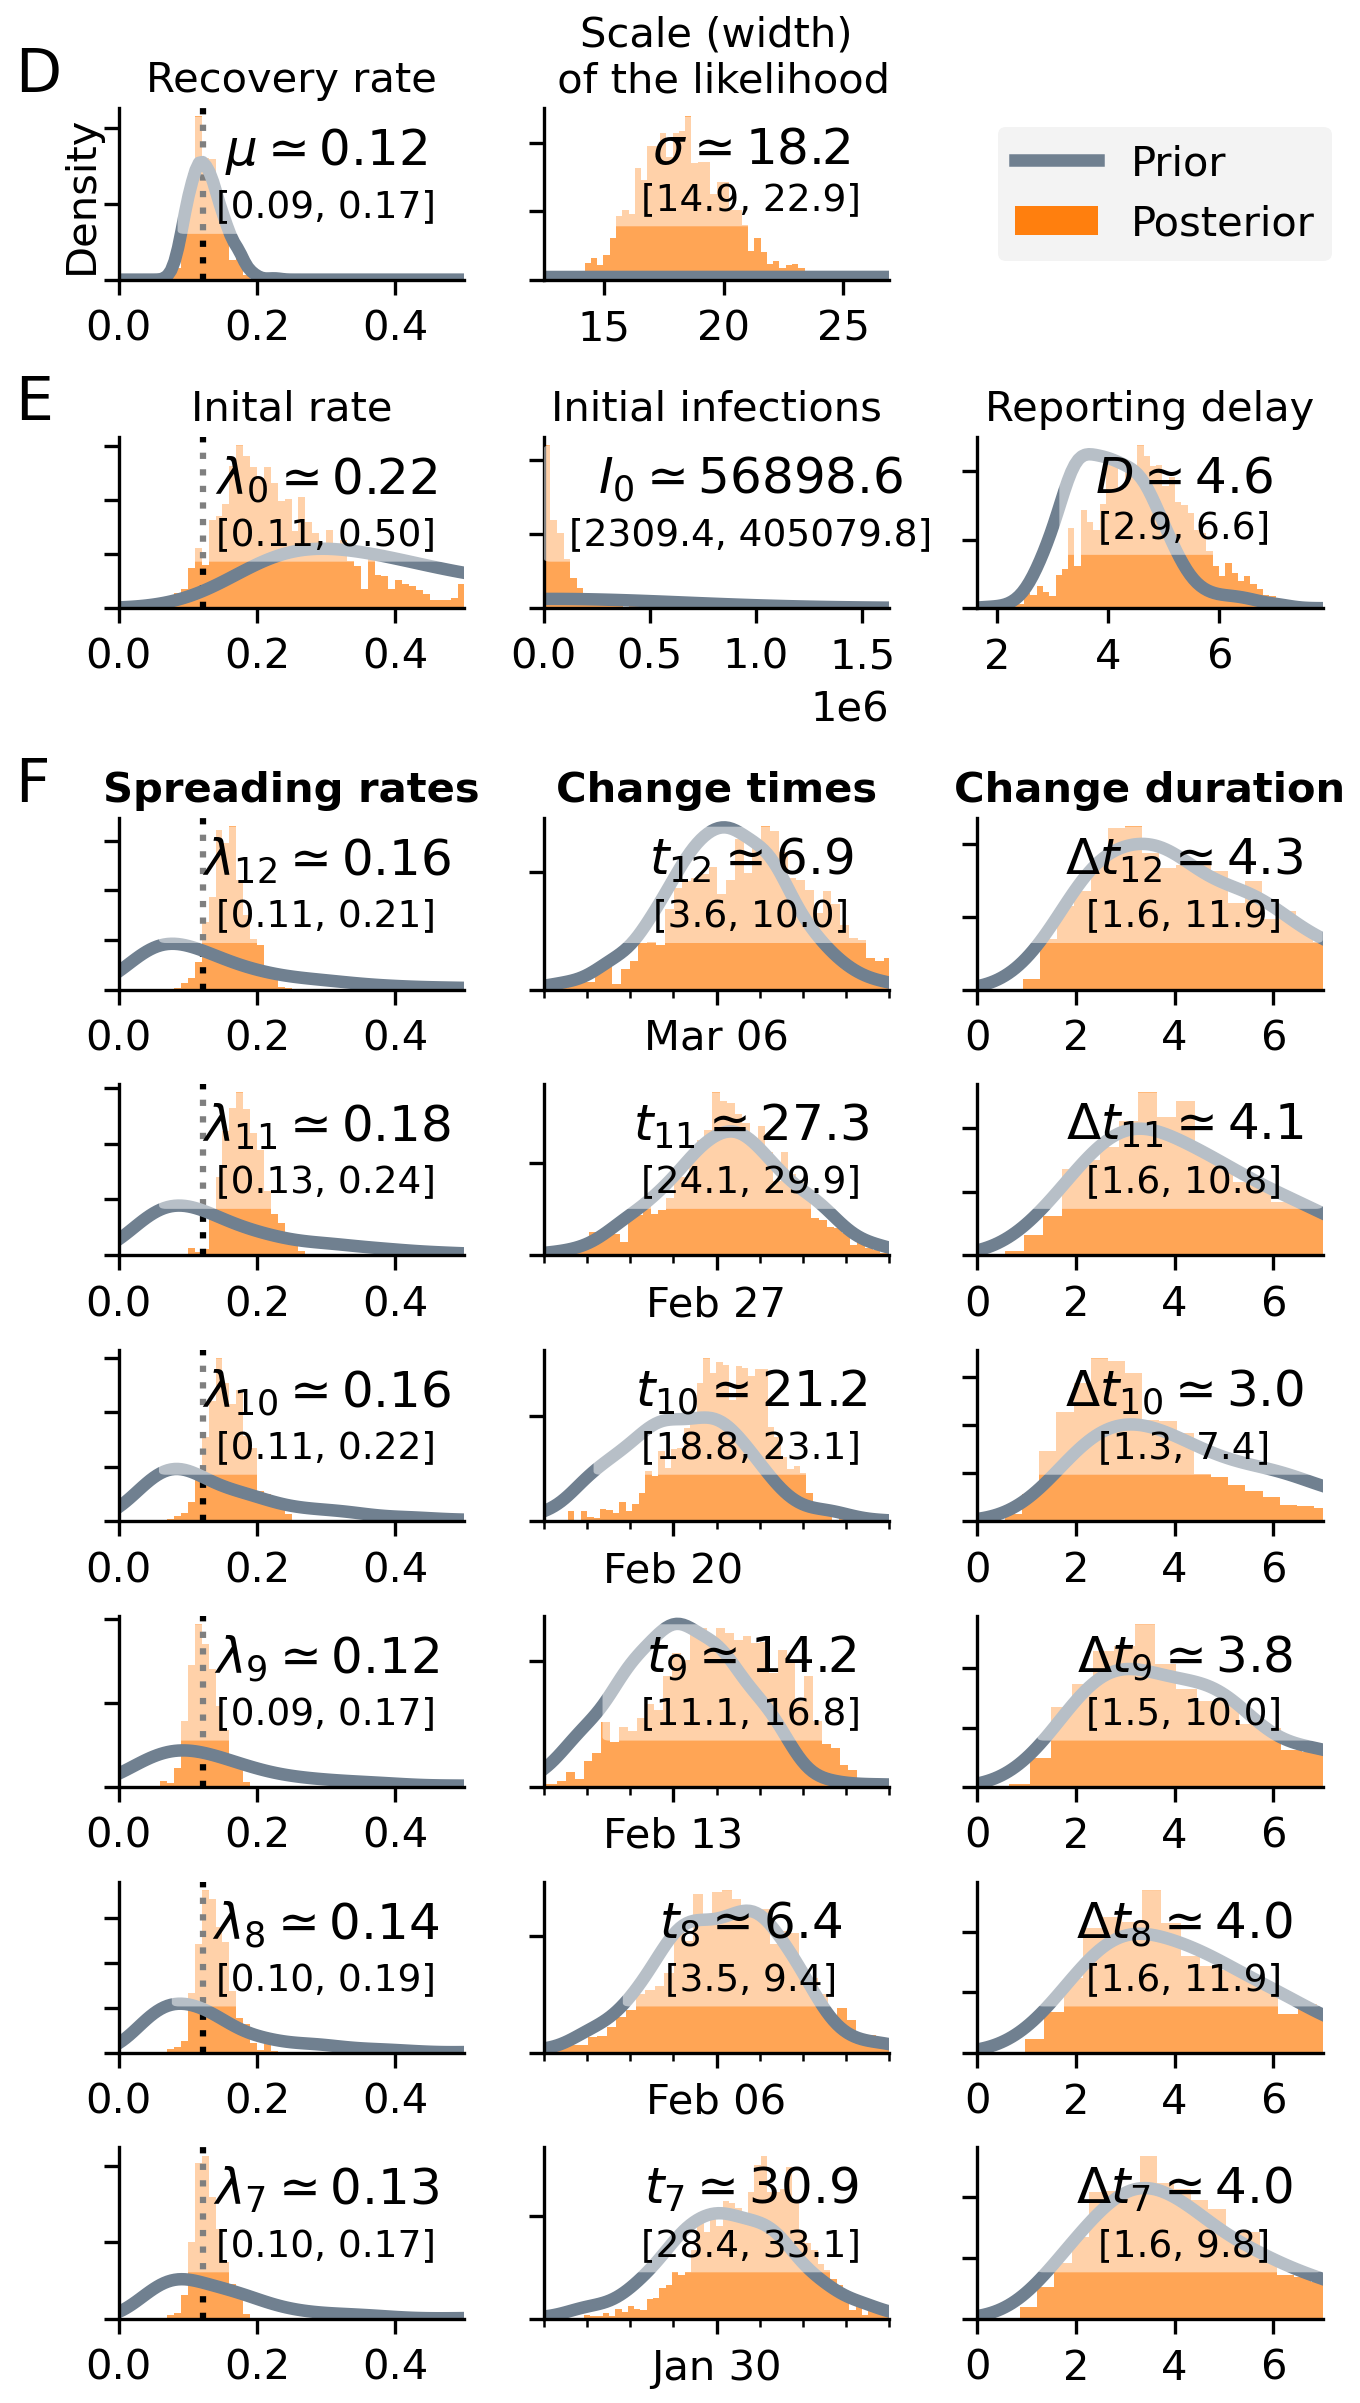 D
Recovery rate
Scale (width)
of the likelihood
Density
μ ≃ 0.12
[0.09, 0.17]
σ ≃ 18.2
[14.9, 22.9]
Prior
Posterior
0.0 0.2 0.4
15 20 25
E
Inital rate
Initial infections
Reporting delay
λ0 ≃ 0.22
[0.11, 0.50]
I0 ≃ 56898.6
[2309.4, 405079.8]
D ≃ 4.6
[2.9, 6.6]
0.0 0.2 0.4
0.0 0.5 1.0 1.5
1e6
2 4 6
F
Spreading rates
Change times
Change duration
λ12 ≃ 0.16
[0.11, 0.21]
t12 ≃ 6.9
[3.6, 10.0]
Δt12 ≃ 4.3
[1.6, 11.9]
0.0 0.2 0.4
Mar 06
0 2 4 6
λ11 ≃ 0.18
[0.13, 0.24]
t11 ≃ 27.3
[24.1, 29.9]
Δt11 ≃ 4.1
[1.6, 10.8]
0.0 0.2 0.4
Feb 27
0 2 4 6
λ10 ≃ 0.16
[0.11, 0.22]
t10 ≃ 21.2
[18.8, 23.1]
Δt10 ≃ 3.0
[1.3, 7.4]
0.0 0.2 0.4
Feb 20
0 2 4 6
λ9 ≃ 0.12
[0.09, 0.17]
t9 ≃ 14.2
[11.1, 16.8]
Δt9 ≃ 3.8
[1.5, 10.0]
0.0 0.2 0.4
Feb 13
0 2 4 6
λ8 ≃ 0.14
[0.10, 0.19]
t8 ≃ 6.4
[3.5, 9.4]
Δt8 ≃ 4.0
[1.6, 11.9]
0.0 0.2 0.4
Feb 06
0 2 4 6
λ7 ≃ 0.13
[0.10, 0.17]
t7 ≃ 30.9
[28.4, 33.1]
Δt7 ≃ 4.0
[1.6, 9.8]
0.0 0.2 0.4
Jan 30
0 2 4 6